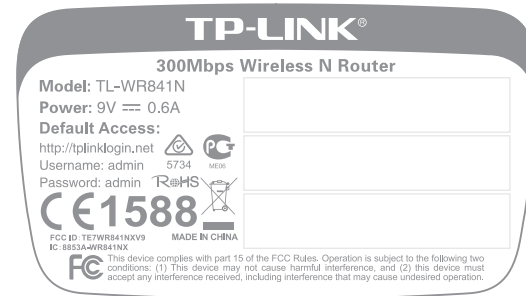 TP-LINK®
300Mbps Wireless N Router
Model: TL-WR841N
Power: 9V ⎓ 0.6A
Default Access:
http://tplinklogin.net
Username: admin
5734
ME06
Password: admin
RoHS
CE1588
FCC ID: TE7WR841NXV9
MADE IN CHINA
IC: 8853A-WR841NX
FC This device complies with part 15 of the FCC Rules. Operation is subject to the following two
conditions: (1) This device may not cause harmful interference, and (2) this device must
accept any interference received, including interference that may cause undesired operation.